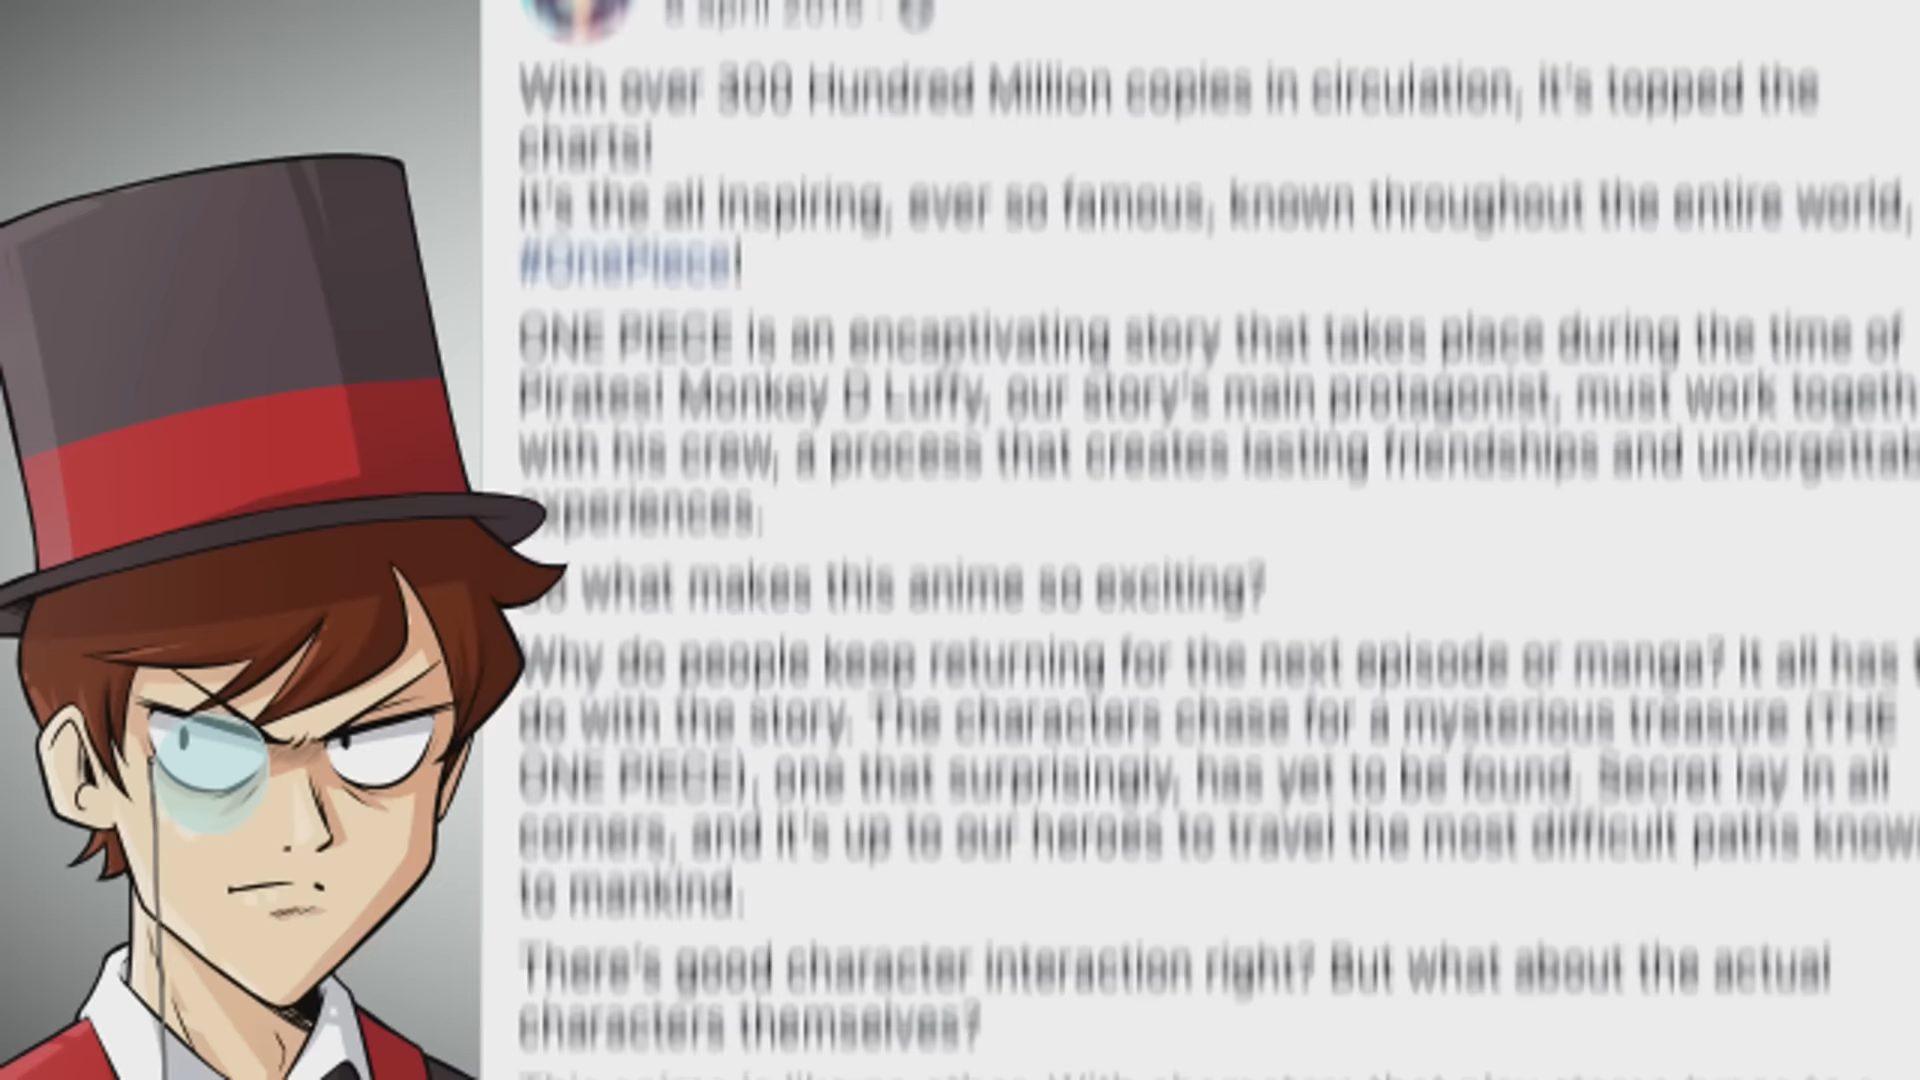 With over 300 Hundred Million copies in circulation, it's topped the
charts!
It's the all inspiring, ever so famous, known throughout the entire world,
#OnePiece!
ONE PIECE is an encaptivating story that takes place during the time of
Pirates! Monkey D Luffy, our story's main protagonist, must work togeth
with his crew, a process that creates lasting friendships and unforgettab
xperiences.
what makes this anime so exciting?
Why do people keep returning for the next episode or manga? It all has t
do with the story. The characters chase for a mysterious treasure (THE
ONE PIECE), one that surprisingly, has yet to be found. Secret lay in all
corners, and it's up to our heroes to travel the most difficult paths know
to mankind.
There's good character interaction right? But what about the actual
characters themselves?